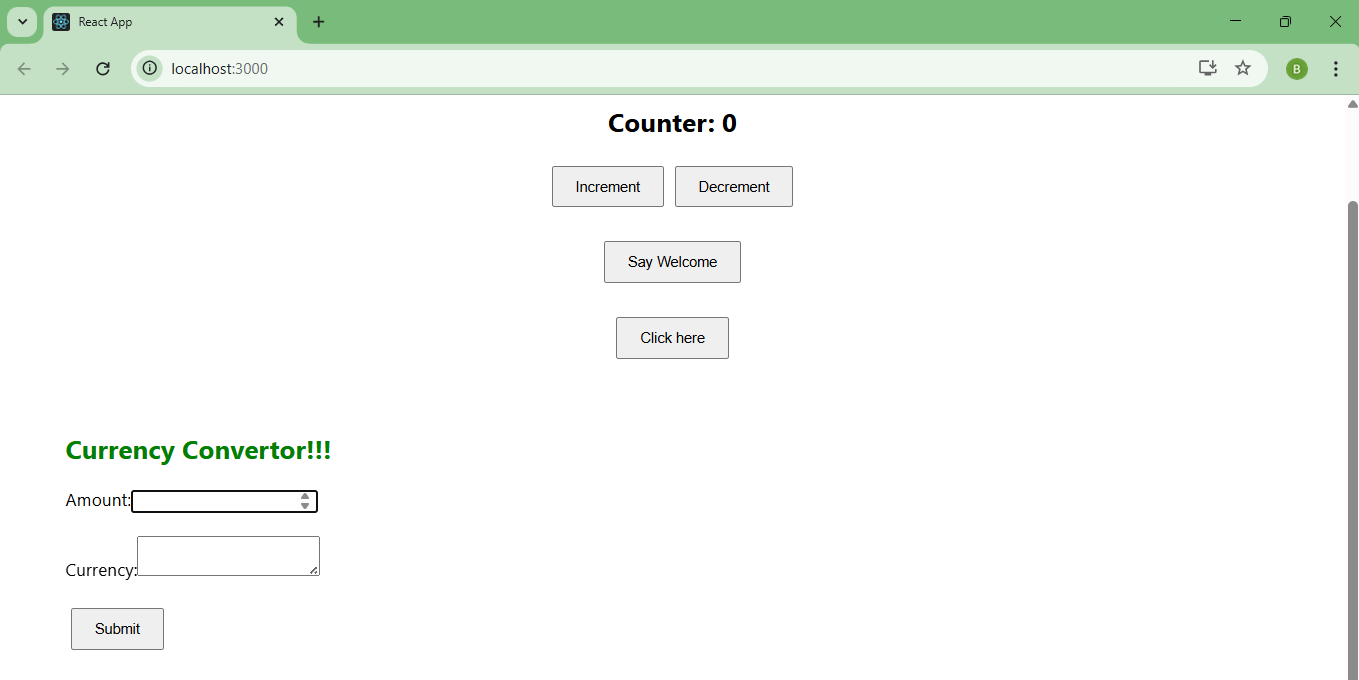 React App
localhost:3000
B
Counter: 0
Increment Decrement
Say Welcome
Click here
Currency Convertor!!!
Amount:
Currency:
Submit